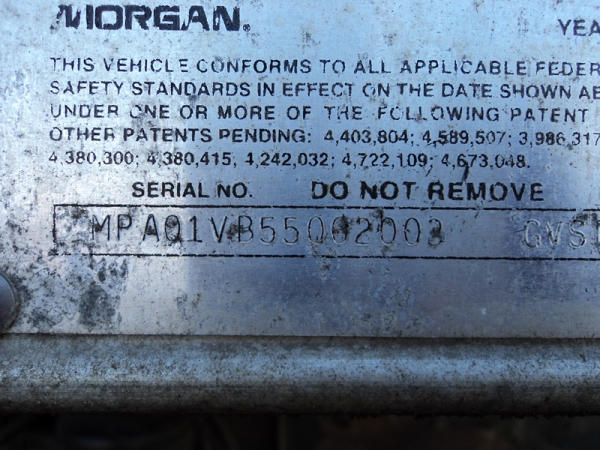 MORGAN.
YEA
THIS VEHICLE CONFORMS TO ALL APPLICABLE FEDER
SAFETY STANDARDS IN EFFECT ON THE DATE SHOWN AB
UNDER ONE OR MORE OF THE FOLLOWING PATENT
OTHER PATENTS PENDING: 4,403,804; 4,589,507; 3,986,317
4,380,300; 4,380,415, 4,242,032; 4,722,109; 4,673,048.
SERIAL NO. DO NOT REMOVE
MPA01VB55002003 GVS